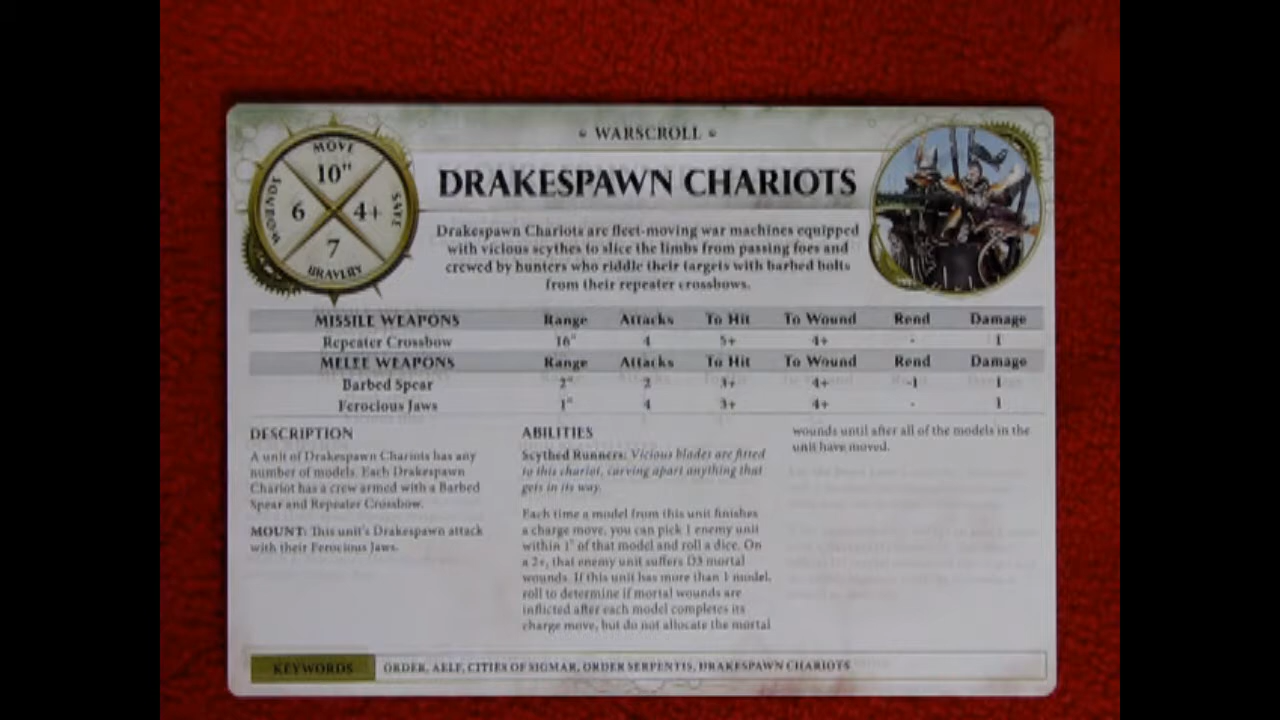 WARSCROLL
DRAKESPAWN CHARIOTS
MOVE
10"
WOUNDS
6
4+
SAVE
7
BRAVERY
Drakespawn Chariots are fleet-moving war machines equipped
with vicious scythes to slice the limbs from passing foes and
crewed by hunters who riddle their targets with barbed bolts
from their repeater crossbows.
MISSILE WEAPONS Range Attacks To Hit To Wound Rend Damage
Repeater Crossbow 16" 4 5+ 4+ - 1
MELEE WEAPONS Range Attacks To Hit To Wound Rend Damage
Barbed Spear 2" 2 3+ 4+ -1 1
Ferocious Jaws 1" 4 3+ 4+ - 1
DESCRIPTION
A unit of Drakespawn Chariots has any
number of models. Each Drakespawn
Chariot has a crew armed with a Barbed
Spear and Repeater Crossbow.
MOUNT: This unit's Drakespawn attack
with their Ferocious Jaws.
ABILITIES
Scythed Runners: Vicious blades are fitted
to this chariot, carving apart anything that
gets in its way.
Each time a model from this unit finishes
a charge move, you can pick 1 enemy unit
within 1" of that model and roll a dice. On
a 2+, that enemy unit suffers D3 mortal
wounds. If this unit has more than 1 model,
roll to determine if mortal wounds are
inflicted after each model completes its
charge move, but do not allocate the mortal
wounds until after all of the models in the
unit have moved.
KEYWORDS ORDER, AELF, CITIES OF SIGMAR, ORDER SERPENTIS, DRAKESPAWN CHARIOTS